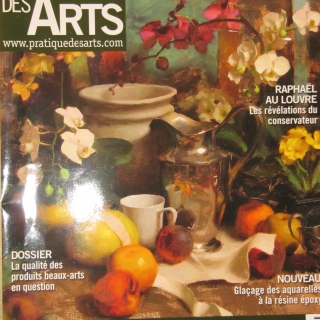 DES ARTS
www.pratiquedesarts.com
RAPHAËL
AU LOUVRE
Les révélations du
conservateur
DOSSIER
La qualité des
produits beaux-arts
en question
NOUVEAU
Glaçage des aquarelles
à la résine époxy